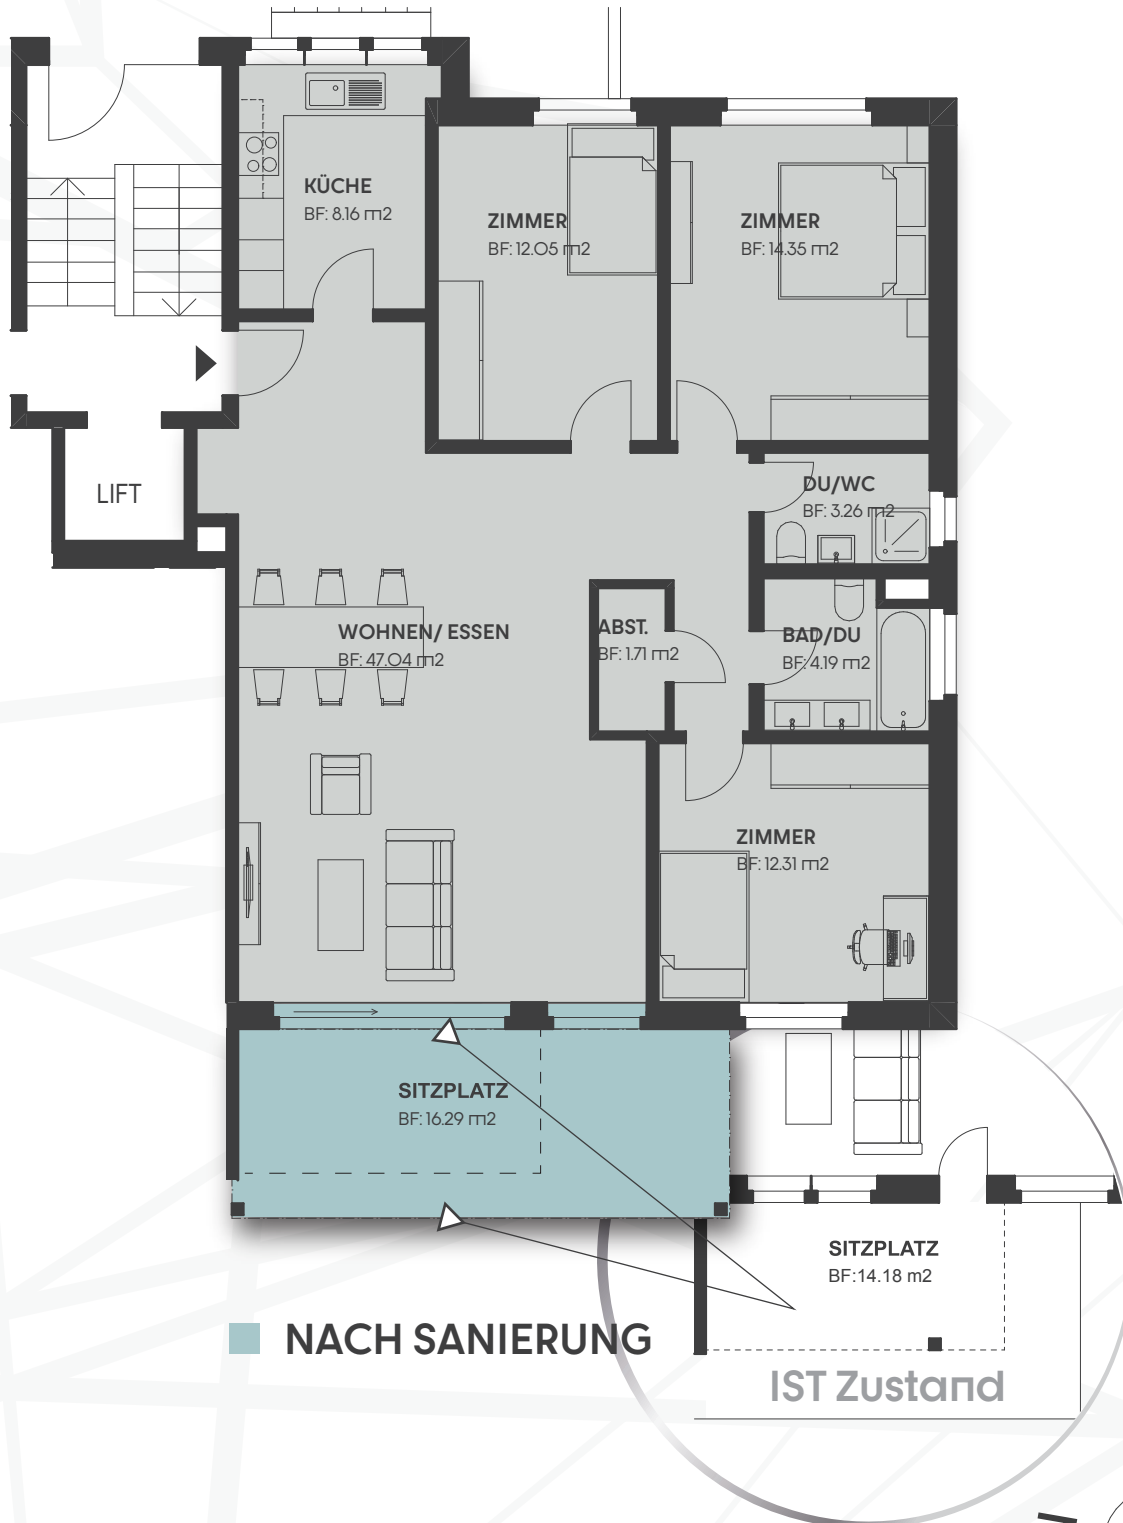 KÜCHE
BF: 8.16 m2
ZIMMER
BF: 12.05 m2
ZIMMER
BF: 14.35 m2
LIFT
DU/WC
BF: 3.26 m2
WOHNEN/ ESSEN
BF: 47.04 m2
ABST.
BF: 1.71 m2
BAD/DU
BF: 4.19 m2
ZIMMER
BF: 12.31 m2
SITZPLATZ
BF: 16.29 m2
SITZPLATZ
BF:14.18 m2
NACH SANIERUNG
IST Zustand